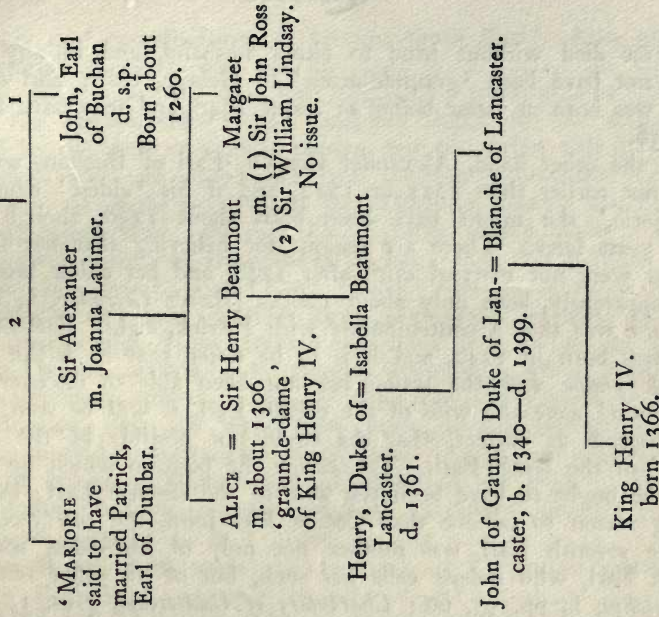 2
1
'MARJORIE'
said to have
married Patrick,
Earl of Dunbar.
Sir Alexander
m. Joanna Latimer.
John, Earl
of Buchan
d. s.p.
Born about
1260.
ALICE = Sir Henry Beaumont
m. about 1306
'graunde-dame'
of King Henry IV.
Margaret
m. (1) Sir John Ross
(2) Sir William Lindsay.
No issue.
Henry, Duke of = Isabella Beaumont
Lancaster.
d. 1361.
John [of Gaunt] Duke of Lan- = Blanche of Lancaster.
caster, b. 1340—d. 1399.
King Henry IV.
born 1366.